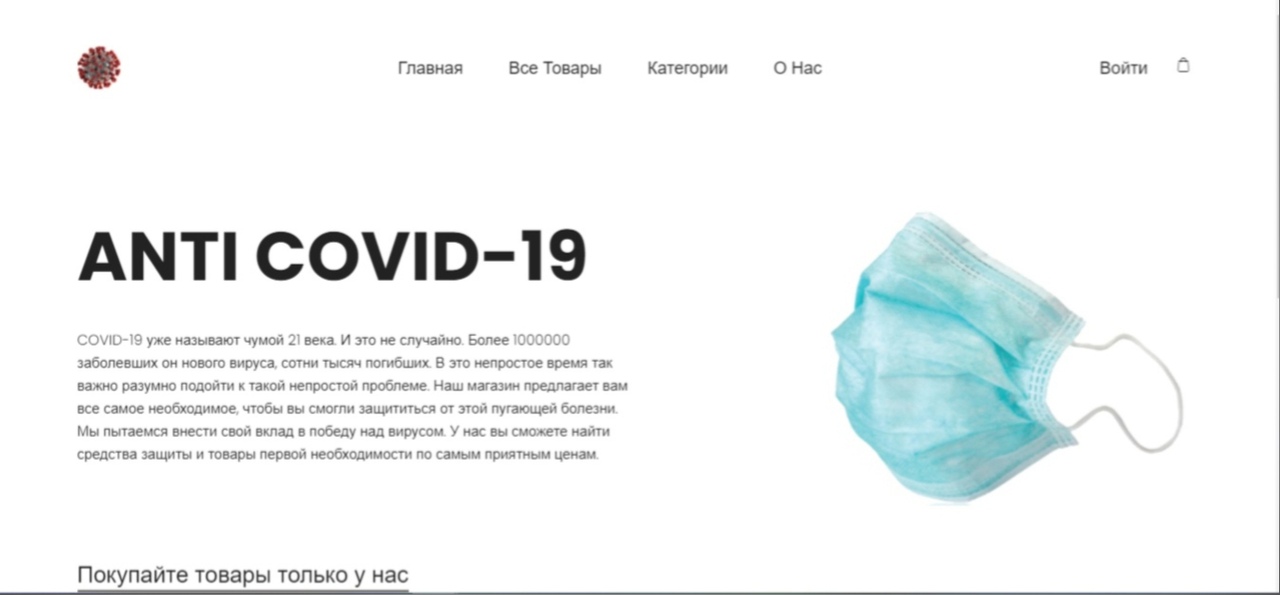 Главная Все Товары Категории О Нас Войти
ANTI COVID-19
COVID-19 уже называют чумой 21 века. И это не случайно. Более 1000000
заболевших он нового вируса, сотни тысяч погибших. В это непростое время так
важно разумно подойти к такой непростой проблеме. Наш магазин предлагает вам
все самое необходимое, чтобы вы смогли защититься от этой пугающей болезни.
Мы пытаемся внести свой вклад в победу над вирусом. У нас вы сможете найти
средства защиты и товары первой необходимости по самым приятным ценам.
Покупайте товары только у нас